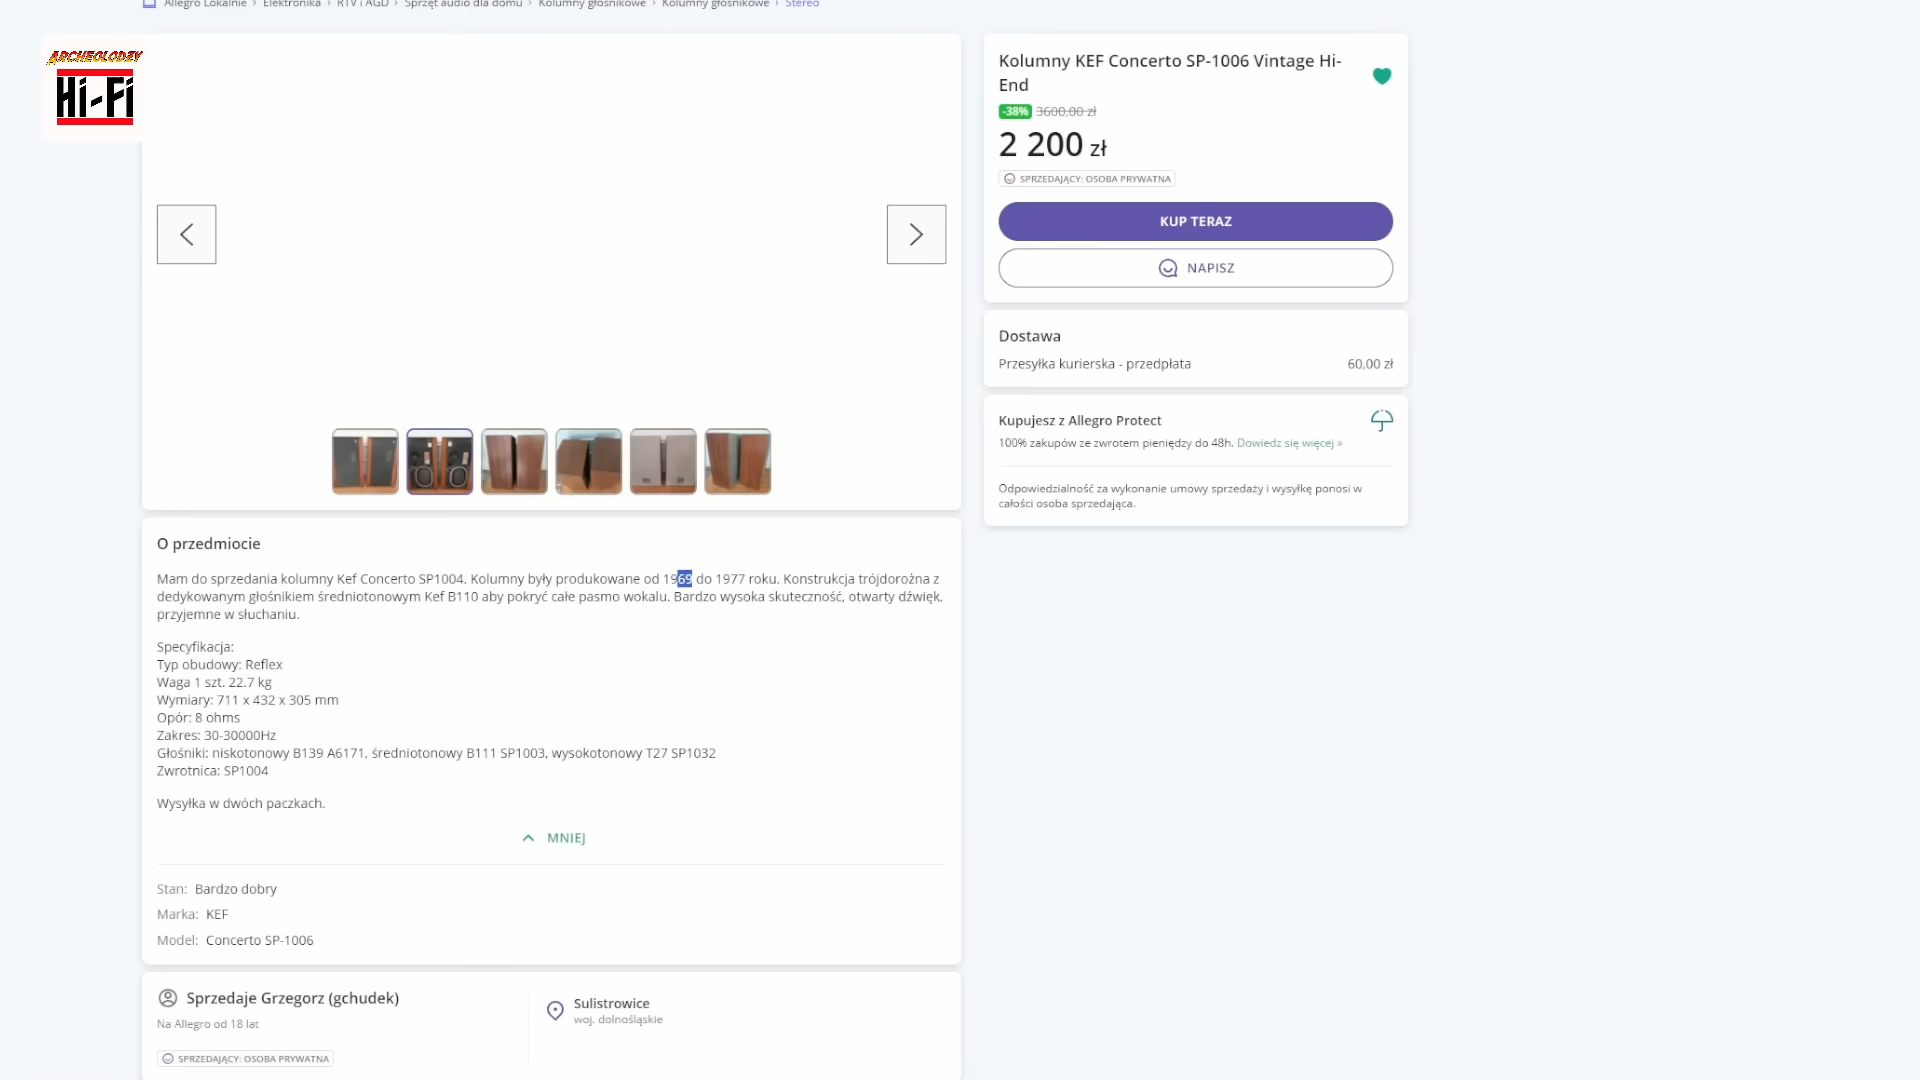 Allegro Lokalnie › Elektronika › RTV i AGD › Sprzęt audio dla domu › Kolumny głośnikowe › Kolumny głośnikowe › Stereo
ARCHEOLODZY
Hi-Fi
Kolumny KEF Concerto SP-1006 Vintage Hi-
End
-38% 3600,00 zł
2 200 zł
SPRZEDAJĄCY: OSOBA PRYWATNA
KUP TERAZ
NAPISZ
Dostawa
Przesyłka kurierska - przedpłata 60,00 zł
Kupujesz z Allegro Protect
100% zakupów ze zwrotem pieniędzy do 48h. Dowiedz się więcej »
Odpowiedzialność za wykonanie umowy sprzedaży i wysyłkę ponosi w
całości osoba sprzedająca.
O przedmiocie
Mam do sprzedania kolumny Kef Concerto SP1004. Kolumny były produkowane od 1969 do 1977 roku. Konstrukcja trójdorożna z
dedykowanym głośnikiem średniotonowym Kef B110 aby pokryć całe pasmo wokalu. Bardzo wysoka skuteczność, otwarty dźwięk,
przyjemne w słuchaniu.
Specyfikacja:
Typ obudowy: Reflex
Waga 1 szt. 22.7 kg
Wymiary: 711 x 432 x 305 mm
Opór: 8 ohms
Zakres: 30-30000Hz
Głośniki: niskotonowy B139 A6171, średniotonowy B111 SP1003, wysokotonowy T27 SP1032
Zwrotnica: SP1004
Wysyłka w dwóch paczkach.
MNIEJ
Stan: Bardzo dobry
Marka: KEF
Model: Concerto SP-1006
Sprzedaje Grzegorz (gchudek)
Na Allegro od 18 lat
SPRZEDAJĄCY: OSOBA PRYWATNA
Sulistrowice
woj. dolnośląskie